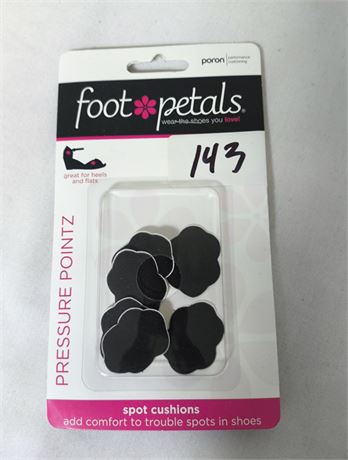 poron performance cushioning
foot petals®
wear the shoes you love!
143
great for heels
and flats
PRESSURE POINTZ
spot cushions
add comfort to trouble spots in shoes